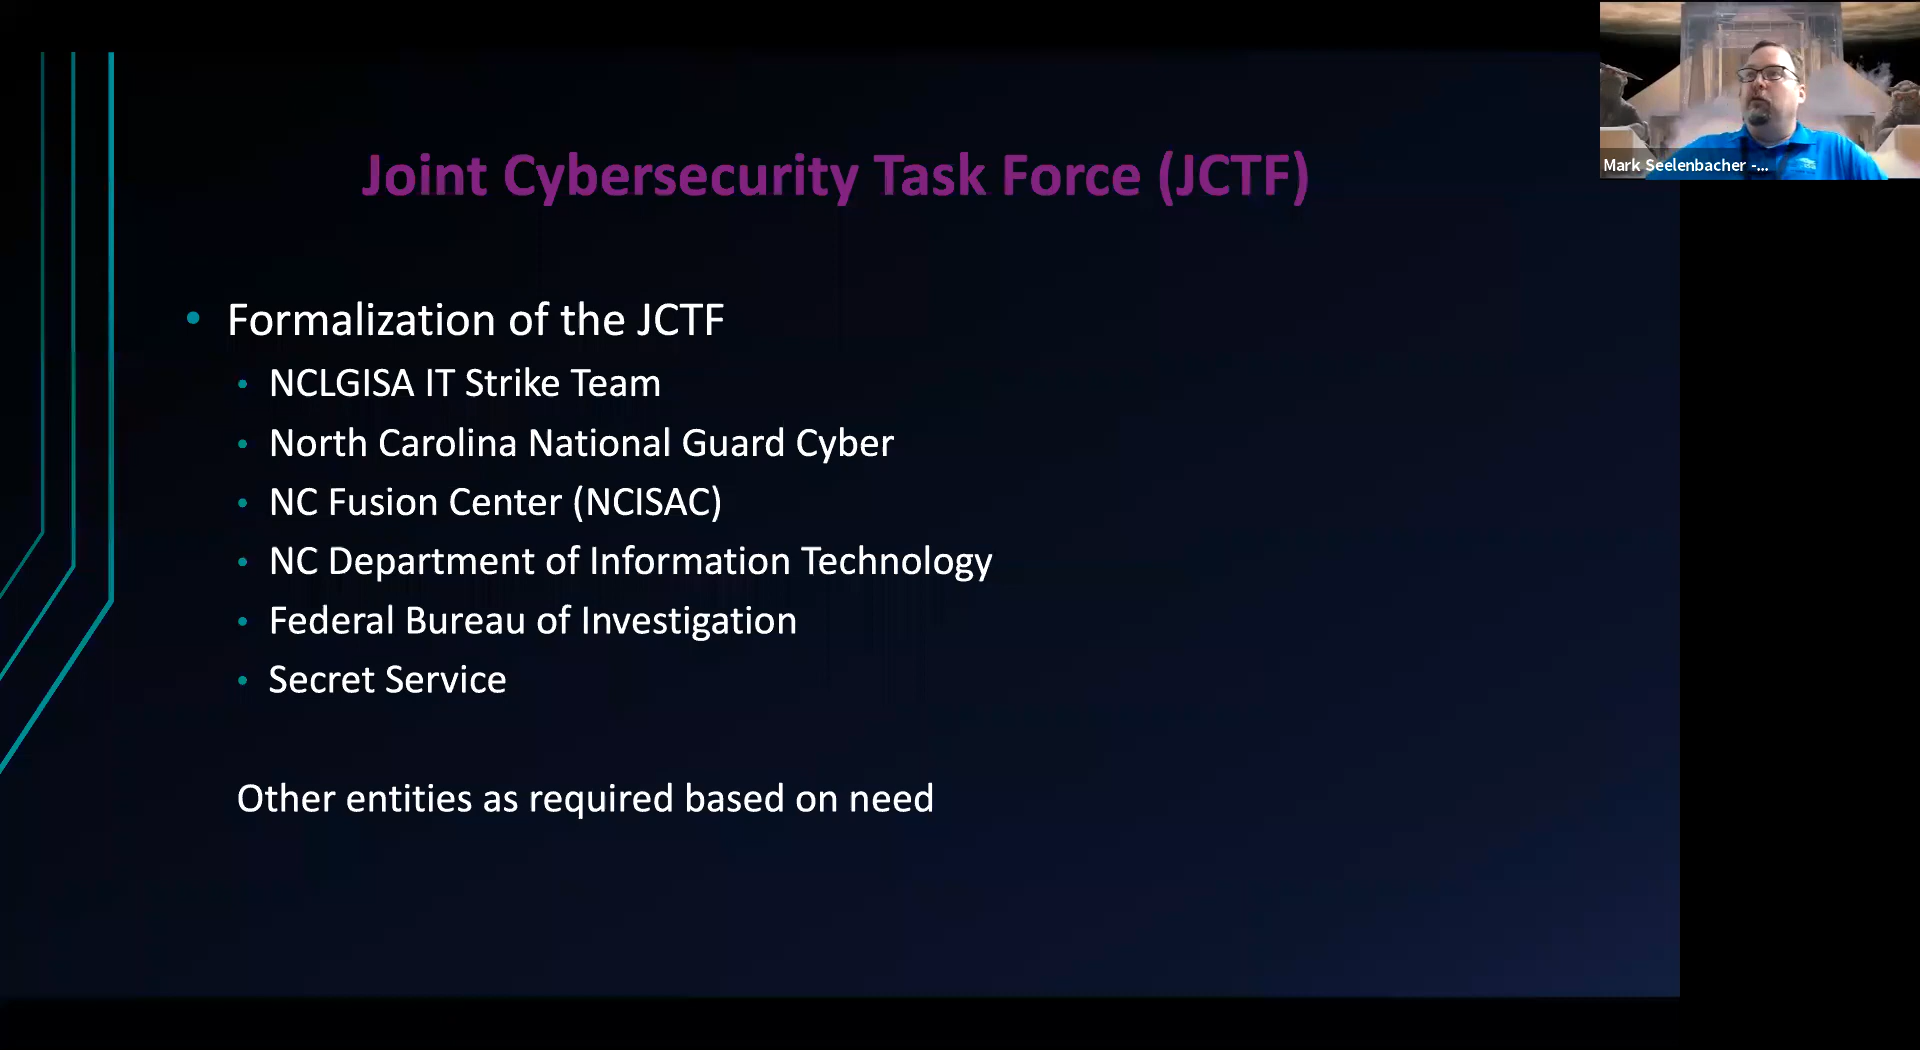 Joint Cybersecurity Task Force (JCTF)
Mark Seelenbacher -...
• Formalization of the JCTF
• NCLGISA IT Strike Team
• North Carolina National Guard Cyber
• NC Fusion Center (NCISAC)
• NC Department of Information Technology
• Federal Bureau of Investigation
• Secret Service
Other entities as required based on need